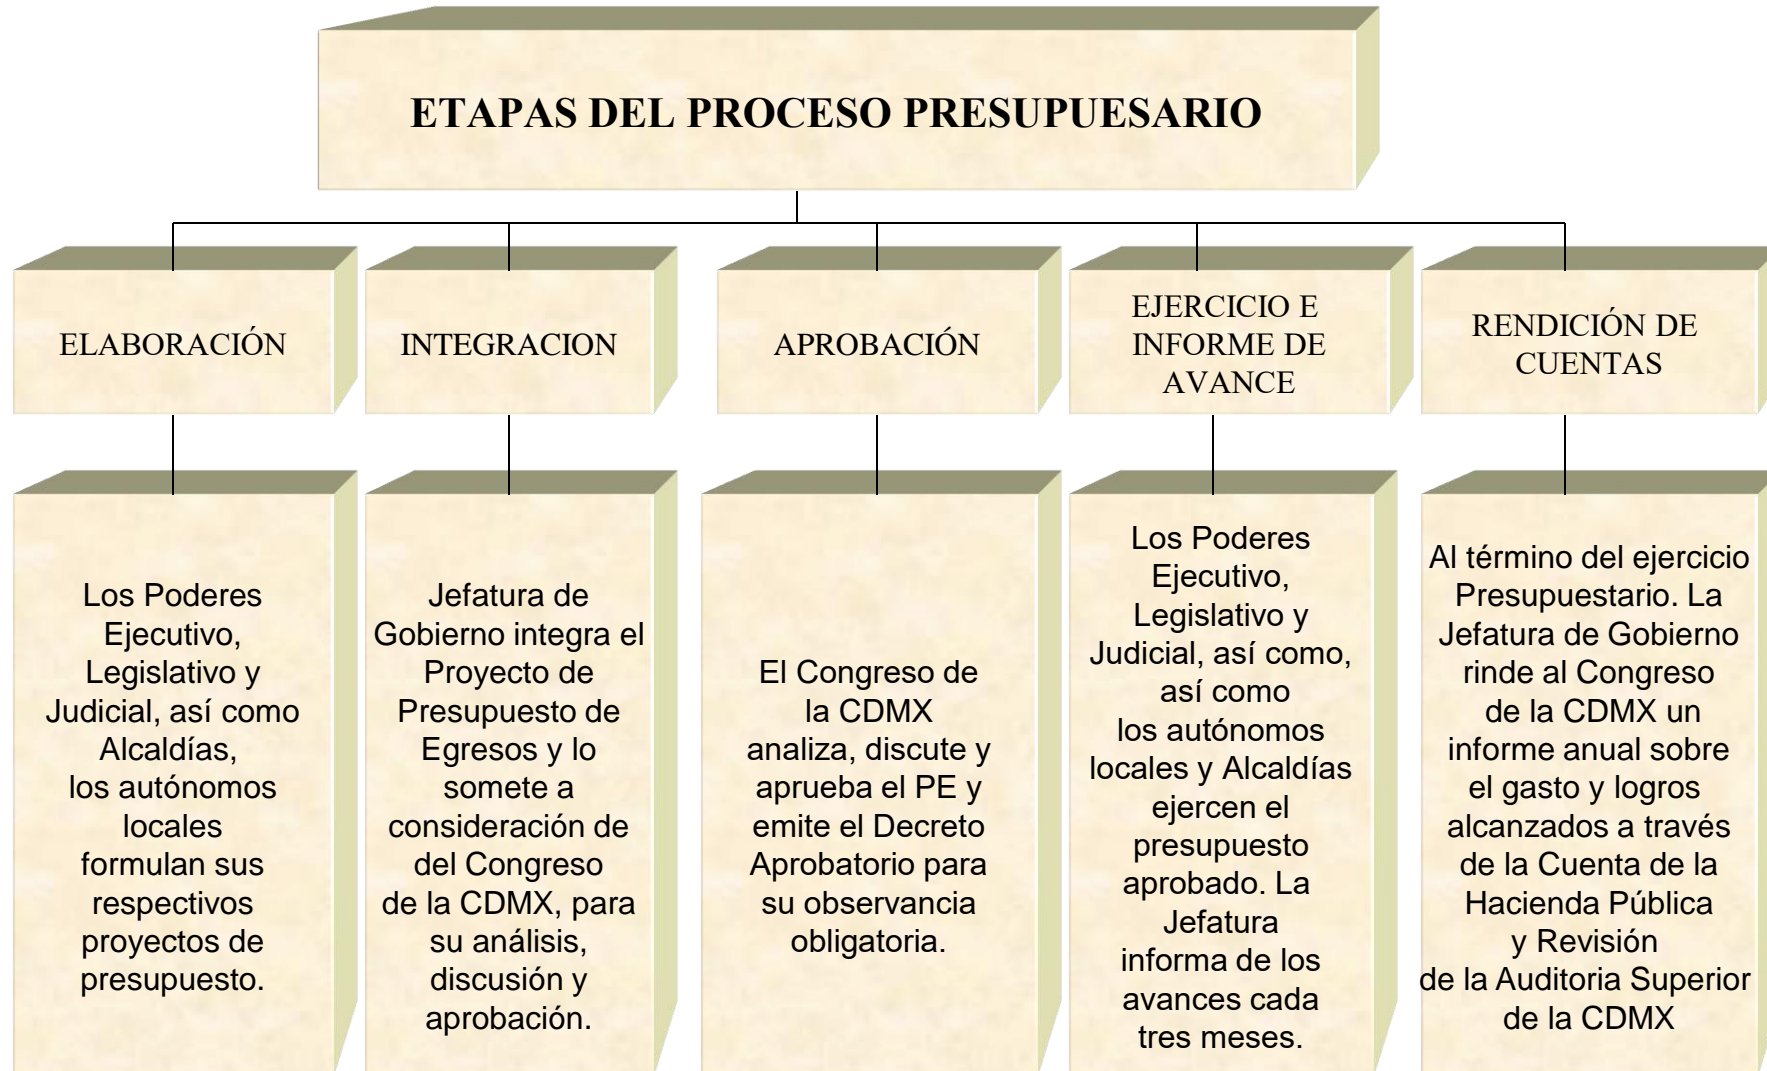 ETAPAS DEL PROCESO PRESUPUESARIO
ELABORACIÓN
INTEGRACION
APROBACIÓN
EJERCICIO E
INFORME DE
AVANCE
RENDICIÓN DE
CUENTAS
Los Poderes
Ejecutivo,
Legislativo y
Judicial, así como
Alcaldías,
los autónomos
locales
formulan sus
respectivos
proyectos de
presupuesto.
Jefatura de
Gobierno integra el
Proyecto de
Presupuesto de
Egresos y lo
somete a
consideración de
del Congreso
de la CDMX, para
su análisis,
discusión y
aprobación.
El Congreso de
la CDMX
analiza, discute y
aprueba el PE y
emite el Decreto
Aprobatorio para
su observancia
obligatoria.
Los Poderes
Ejecutivo,
Legislativo y
Judicial, así como,
así como
los autónomos
locales y Alcaldías
ejercen el
presupuesto
aprobado. La
Jefatura
informa de los
avances cada
tres meses.
Al término del ejercicio
Presupuestario. La
Jefatura de Gobierno
rinde al Congreso
de la CDMX un
informe anual sobre
el gasto y logros
alcanzados a través
de la Cuenta de la
Hacienda Pública
y Revisión
de la Auditoria Superior
de la CDMX